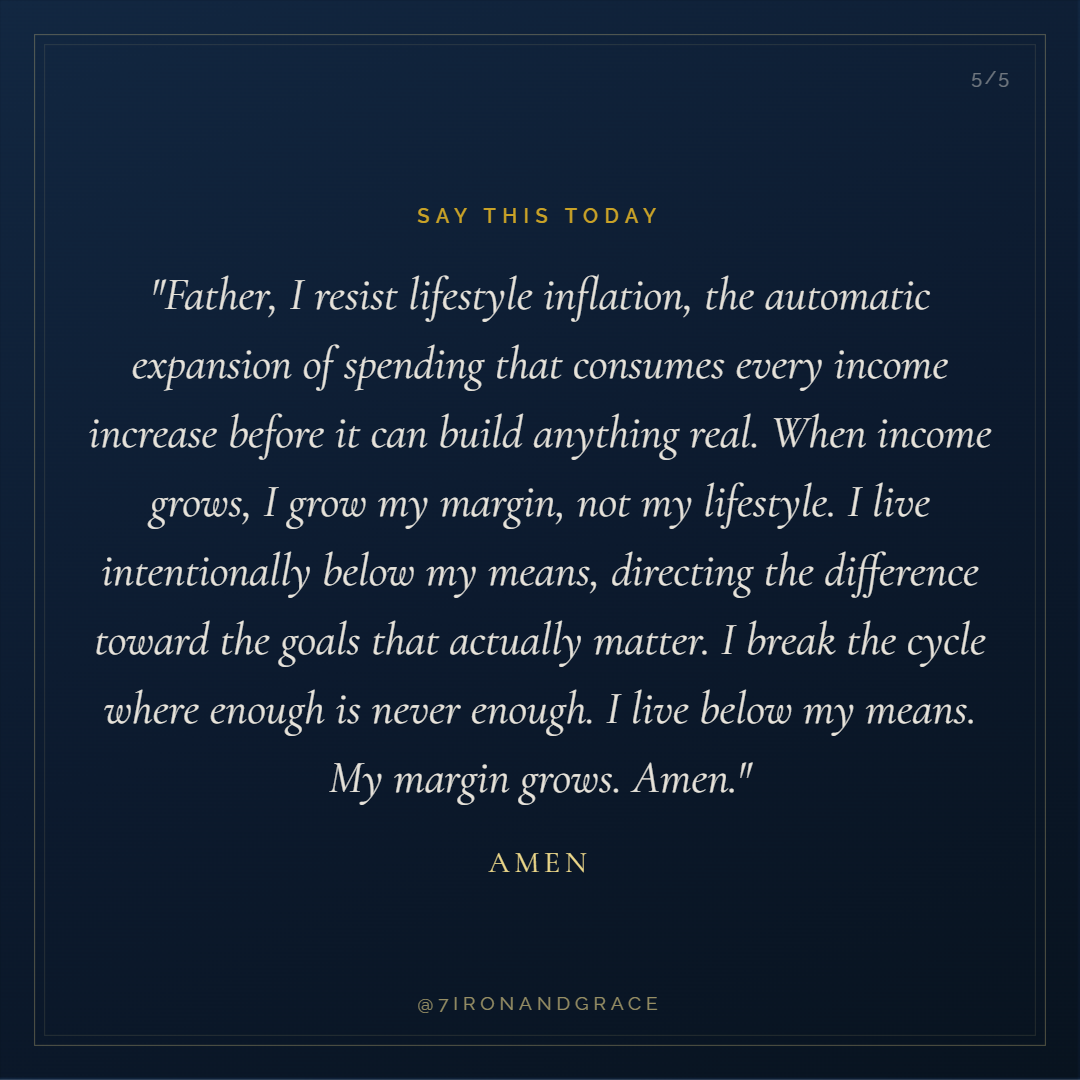 5/5
SAY THIS TODAY
"Father, I resist lifestyle inflation, the automatic
expansion of spending that consumes every income
increase before it can build anything real. When income
grows, I grow my margin, not my lifestyle. I live
intentionally below my means, directing the difference
toward the goals that actually matter. I break the cycle
where enough is never enough. I live below my means.
My margin grows. Amen."
AMEN
@7IRONANDGRACE